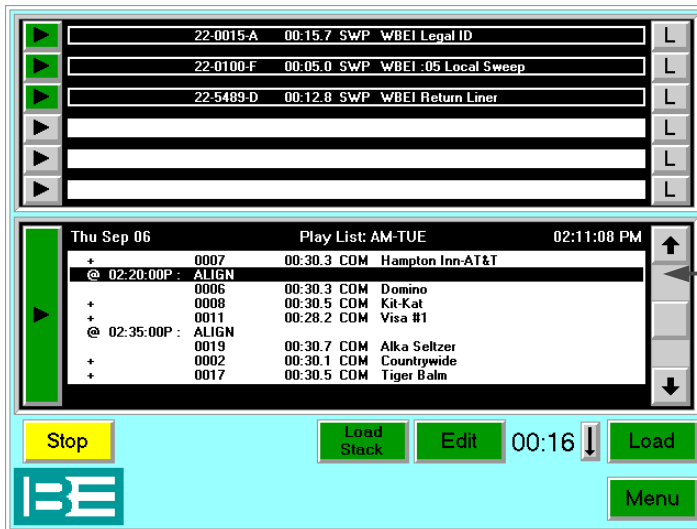 22-0015-A 00:15.7 SWP WBEI Legal ID L
22-0100-F 00:05.0 SWP WBEI :05 Local Sweep L
22-5489-D 00:12.8 SWP WBEI Return Liner L
L
L
L
Thu Sep 06 Play List: AM-TUE 02:11:08 PM
+ 0007 00:30.3 COM Hampton Inn-AT&T
@ 02:20:00P : ALIGN
0006 00:30.3 COM Domino
+ 0008 00:30.5 COM Kit-Kat
+ 0011 00:28.2 COM Visa #1
@ 02:35:00P : ALIGN
0019 00:30.7 COM Alka Seltzer
+ 0002 00:30.1 COM Countrywide
+ 0017 00:30.5 COM Tiger Balm
Stop
Load
Stack
Edit
00:16
Load
BE
Menu